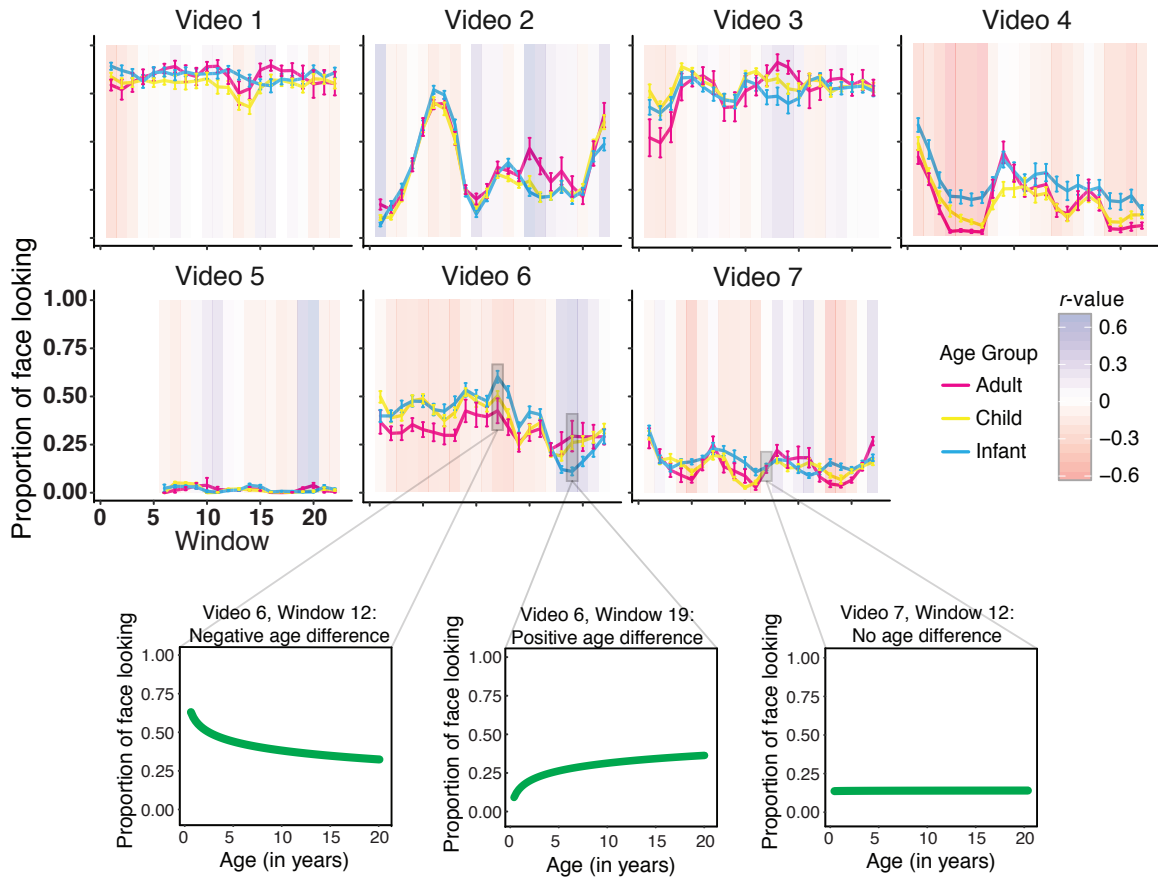 Video 1
Video 2
Video 3
Video 4
Video 5
Video 6
Video 7
Proportion of face looking
1.00
0.75
0.50
0.25
0.00
0
5
10
15
20
Window
r-value
0.6
0.3
0
−0.3
−0.6
Age Group
Adult
Child
Infant
Video 6, Window 12:
Negative age difference
Proportion of face looking
1.00
0.75
0.50
0.25
0.00
0
5
10
15
20
Age (in years)
Video 6, Window 19:
Positive age difference
Proportion of face looking
1.00
0.75
0.50
0.25
0.00
0
5
10
15
20
Age (in years)
Video 7, Window 12:
No age difference
Proportion of face looking
1.00
0.75
0.50
0.25
0.00
0
5
10
15
20
Age (in years)